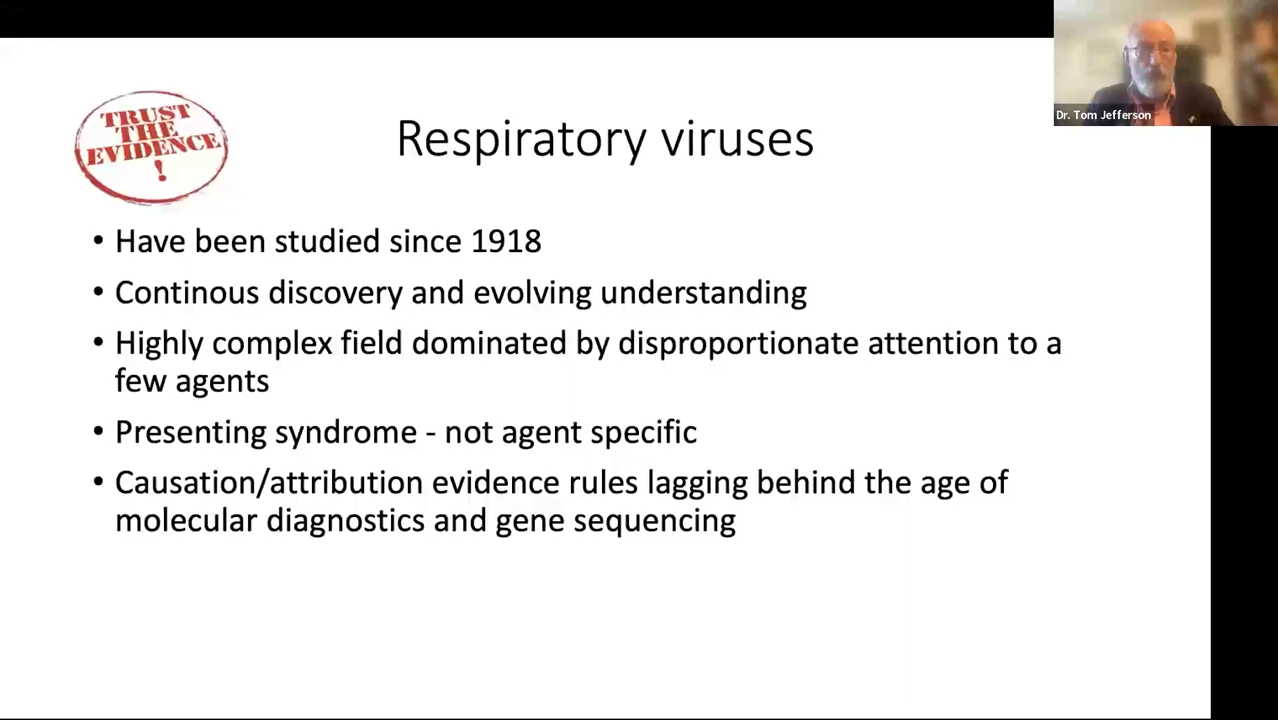 TRUST
THE
EVIDENCE
!
Respiratory viruses
Dr. Tom Jefferson
• Have been studied since 1918
• Continous discovery and evolving understanding
• Highly complex field dominated by disproportionate attention to a
few agents
• Presenting syndrome - not agent specific
• Causation/attribution evidence rules lagging behind the age of
molecular diagnostics and gene sequencing